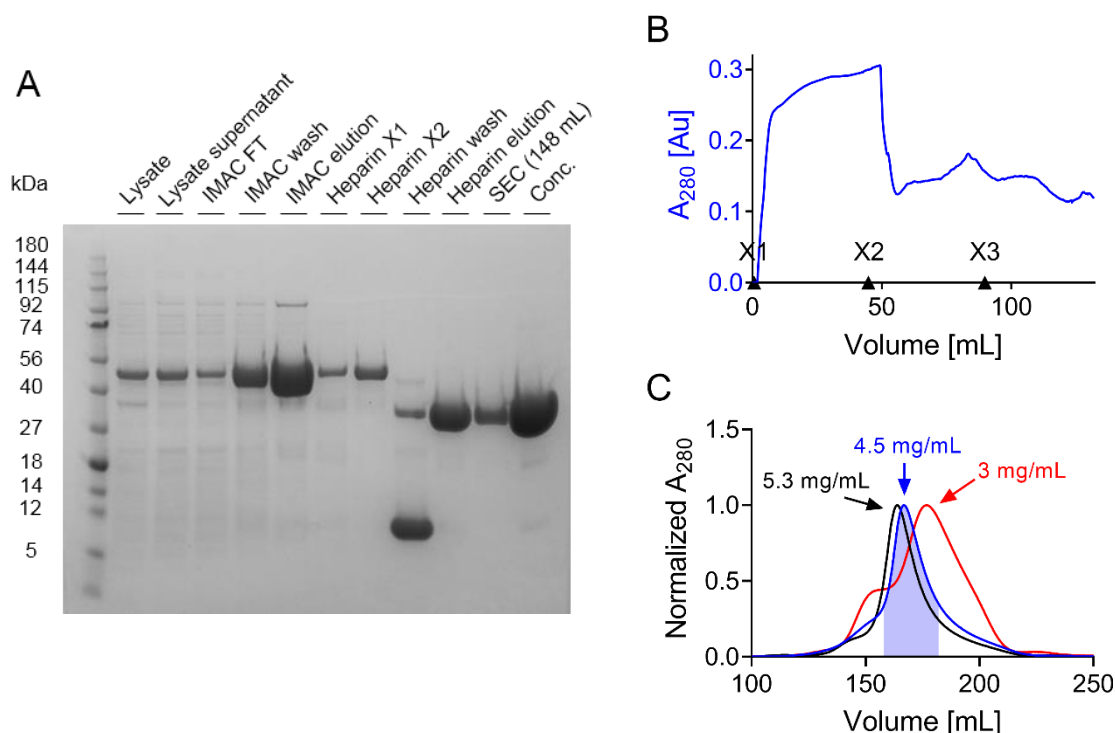 A
kDa
Lysate
Lysate supernatant
IMAC FT
IMAC wash
IMAC elution
Heparin X1
Heparin X2
Heparin wash
Heparin elution
SEC (148 mL)
Conc.
180
144
115
92
74
56
40
27
18
14
12
5
B
A280 [Au]
0.3
0.2
0.1
0.0
X1
X2
X3
0
50
100
Volume [mL]
C
Normalized A280
1.5
1.0
0.5
0.0
5.3 mg/mL
4.5 mg/mL
3 mg/mL
100
150
200
250
Volume [mL]